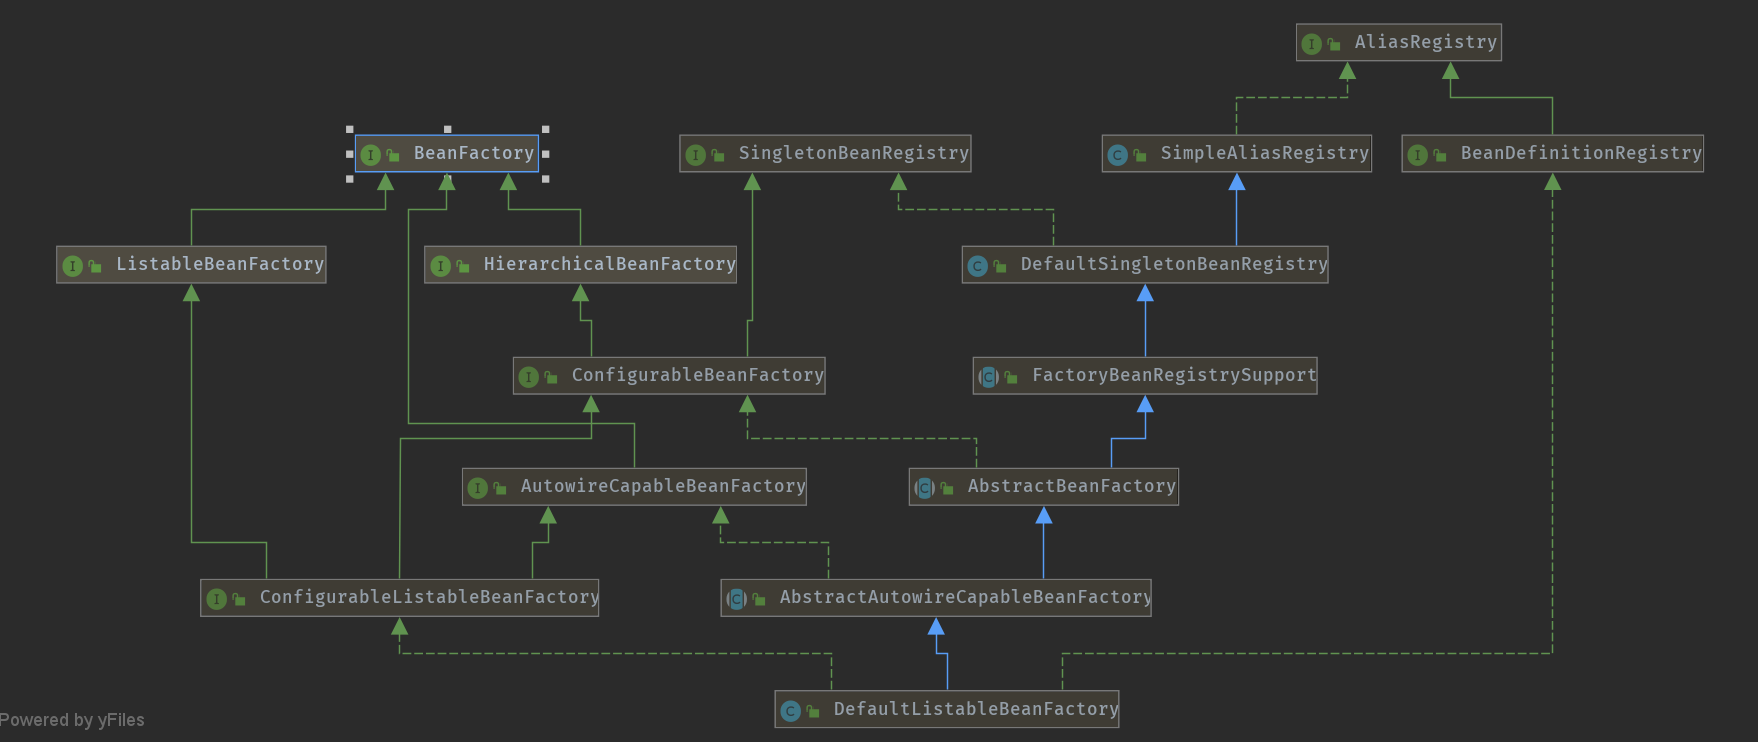 I AliasRegistry
I BeanFactory
I SingletonBeanRegistry
C SimpleAliasRegistry
I BeanDefinitionRegistry
I ListableBeanFactory
I HierarchicalBeanFactory
C DefaultSingletonBeanRegistry
I ConfigurableBeanFactory
C FactoryBeanRegistrySupport
I AutowireCapableBeanFactory
C AbstractBeanFactory
I ConfigurableListableBeanFactory
C AbstractAutowireCapableBeanFactory
C DefaultListableBeanFactory
Powered by yFiles